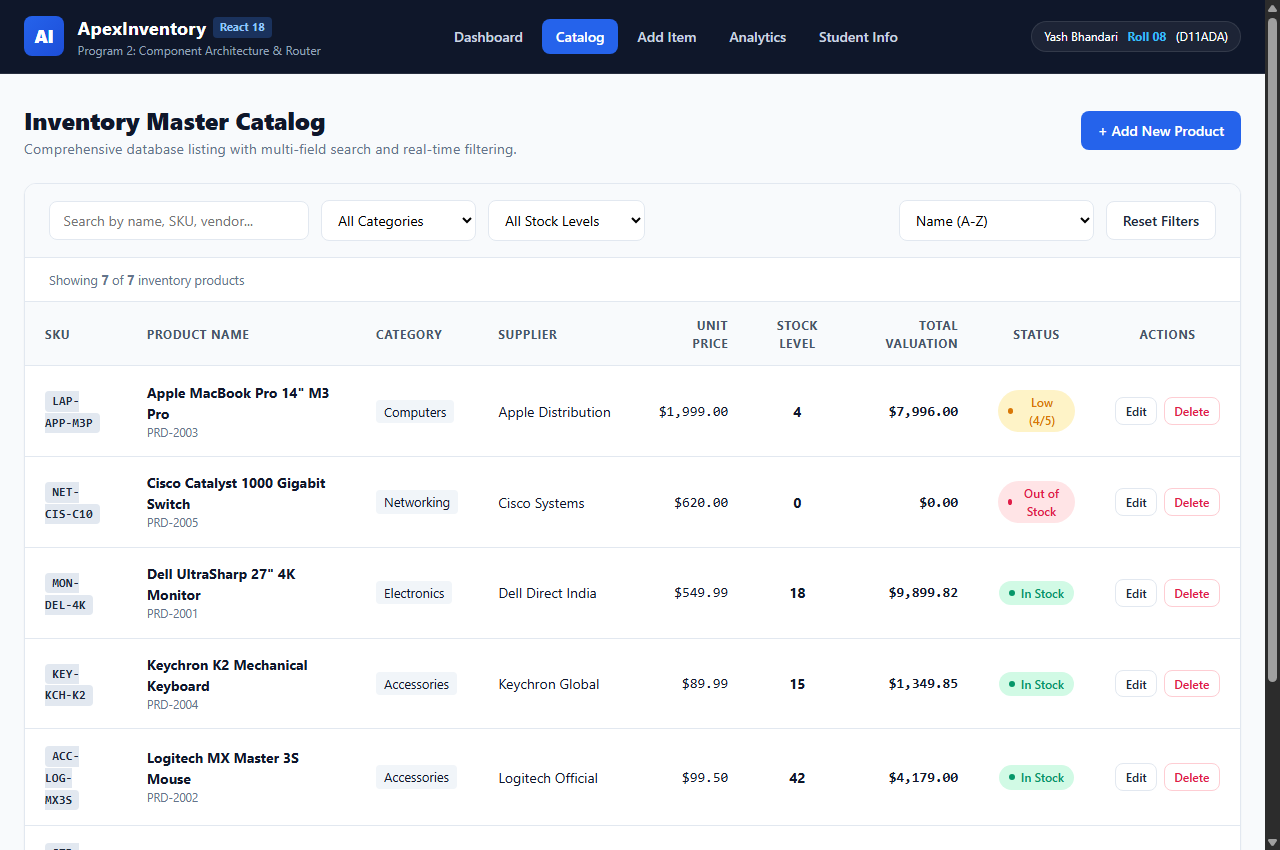 AI
ApexInventory React 18
Program 2: Component Architecture & Router
Dashboard
Catalog
Add Item
Analytics
Student Info
Yash Bhandari Roll 08 (D11ADA)
Inventory Master Catalog
Comprehensive database listing with multi-field search and real-time filtering.
+ Add New Product
Search by name, SKU, vendor...
All Categories
All Stock Levels
Name (A-Z)
Reset Filters
Showing 7 of 7 inventory products
SKU
PRODUCT NAME
CATEGORY
SUPPLIER
UNIT
PRICE
STOCK
LEVEL
TOTAL
VALUATION
STATUS
ACTIONS
LAP-
APP-M3P
Apple MacBook Pro 14" M3
Pro
PRD-2003
Computers
Apple Distribution
$1,999.00
4
$7,996.00
Low
(4/5)
Edit
Delete
NET-
CIS-C10
Cisco Catalyst 1000 Gigabit
Switch
PRD-2005
Networking
Cisco Systems
$620.00
0
$0.00
Out of
Stock
Edit
Delete
MON-
DEL-4K
Dell UltraSharp 27" 4K
Monitor
PRD-2001
Electronics
Dell Direct India
$549.99
18
$9,899.82
In Stock
Edit
Delete
KEY-
KCH-K2
Keychron K2 Mechanical
Keyboard
PRD-2004
Accessories
Keychron Global
$89.99
15
$1,349.85
In Stock
Edit
Delete
ACC-
LOG-
MX3S
Logitech MX Master 3S
Mouse
PRD-2002
Accessories
Logitech Official
$99.50
42
$4,179.00
In Stock
Edit
Delete